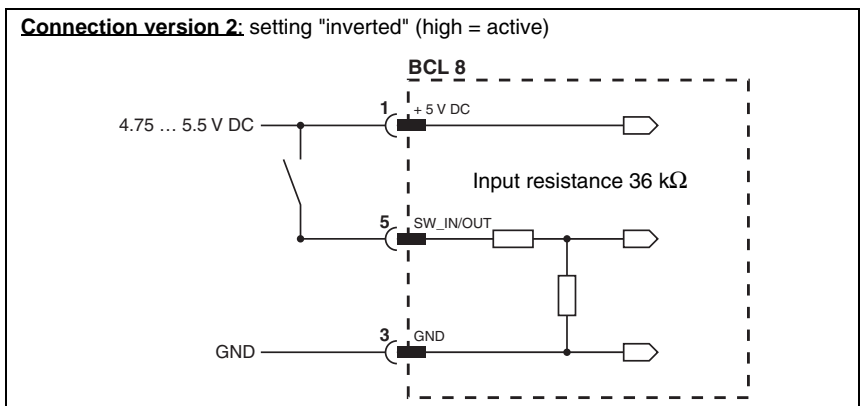 Connection version 2: setting "inverted" (high = active)
BCL 8
1
+ 5 V DC
4.75 … 5.5 V DC
Input resistance 36 kΩ
5
SW_IN/OUT
3
GND
GND